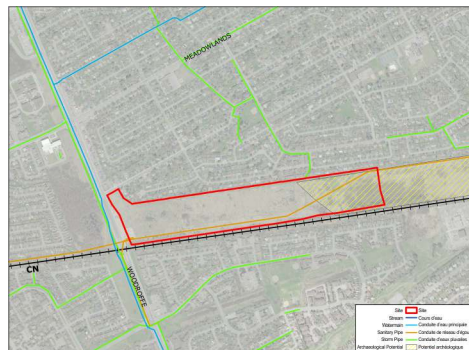 MEADOWLANDS
CN
WOODROFFE
Site Site
Stream Cours d'eau
Watermain Conduite d'eau principale
Sanitary Pipe Conduite de réseau d'égout
Storm Pipe Conduite d'eaux pluviales
Archaeological Potential Potentiel archéologique